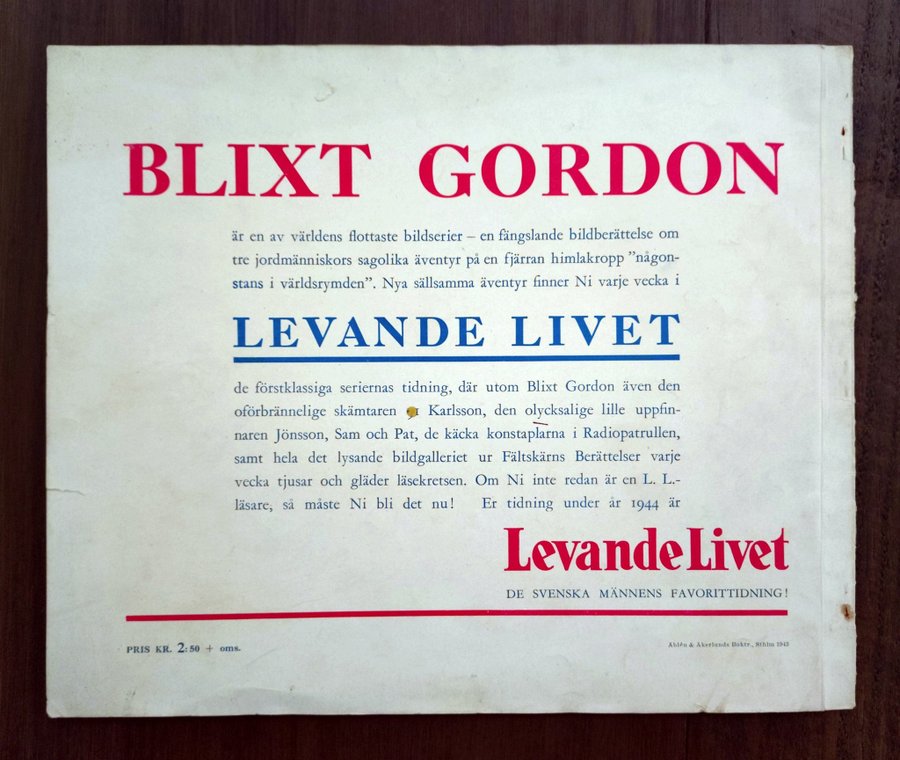 BLIXT GORDON
är en av världens flottaste bildserier – en fängslande bildberättelse om
tre jordmänniskors sagolika äventyr på en fjärran himlakropp "någon-
stans i världsrymden". Nya sällsamma äventyr finner Ni varje vecka i
LEVANDE LIVET
de förstklassiga seriernas tidning, där utom Blixt Gordon även den
oförbrännelige skämtaren Karlsson, den olycksalige lille uppfin-
naren Jönsson, Sam och Pat, de käcka konstaplarna i Radiopatrullen,
samt hela det lysande bildgalleriet ur Fältskärns Berättelser varje
vecka tjusar och gläder läsekretsen. Om Ni inte redan är en L. L.-
läsare, så måste Ni bli det nu! Er tidning under år 1944 är
Levande Livet
DE SVENSKA MÄNNENS FAVORITTIDNING!
PRIS KR. 2:50 + oms.
Åhlén & Åkerlunds Boktr., Sthlm 1943